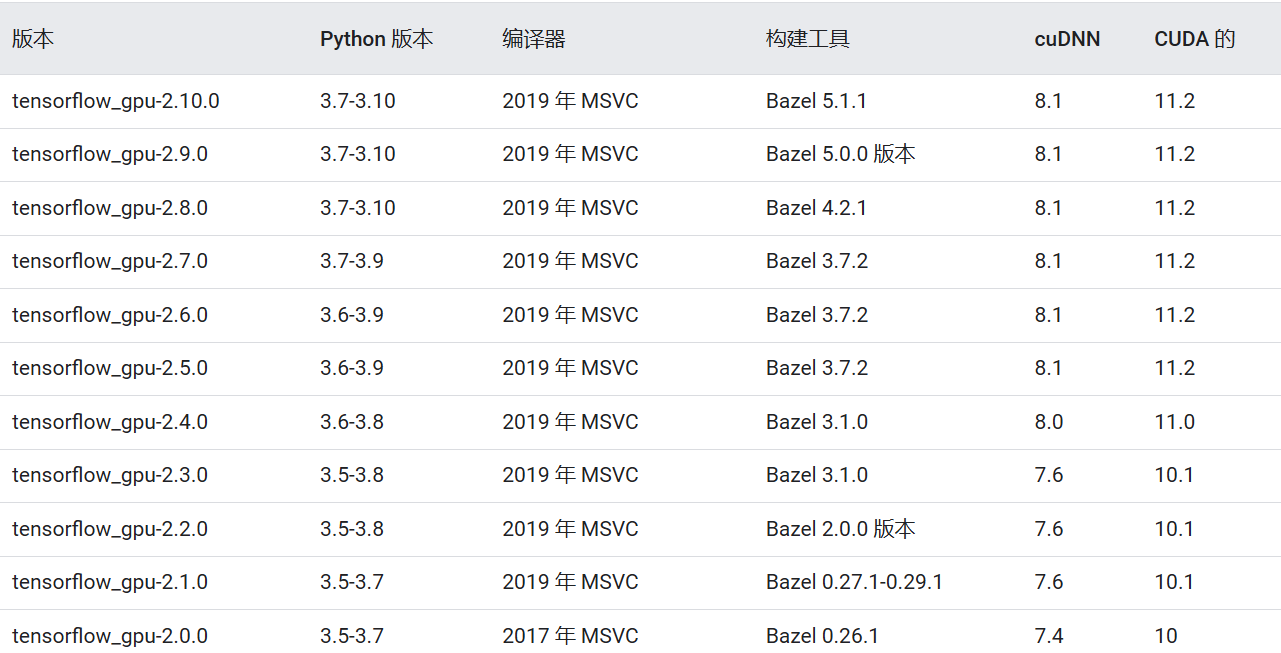 版本 Python 版本 编译器 构建工具 cuDNN CUDA 的
tensorflow_gpu-2.10.0 3.7-3.10 2019 年 MSVC Bazel 5.1.1 8.1 11.2
tensorflow_gpu-2.9.0 3.7-3.10 2019 年 MSVC Bazel 5.0.0 版本 8.1 11.2
tensorflow_gpu-2.8.0 3.7-3.10 2019 年 MSVC Bazel 4.2.1 8.1 11.2
tensorflow_gpu-2.7.0 3.7-3.9 2019 年 MSVC Bazel 3.7.2 8.1 11.2
tensorflow_gpu-2.6.0 3.6-3.9 2019 年 MSVC Bazel 3.7.2 8.1 11.2
tensorflow_gpu-2.5.0 3.6-3.9 2019 年 MSVC Bazel 3.7.2 8.1 11.2
tensorflow_gpu-2.4.0 3.6-3.8 2019 年 MSVC Bazel 3.1.0 8.0 11.0
tensorflow_gpu-2.3.0 3.5-3.8 2019 年 MSVC Bazel 3.1.0 7.6 10.1
tensorflow_gpu-2.2.0 3.5-3.8 2019 年 MSVC Bazel 2.0.0 版本 7.6 10.1
tensorflow_gpu-2.1.0 3.5-3.7 2019 年 MSVC Bazel 0.27.1-0.29.1 7.6 10.1
tensorflow_gpu-2.0.0 3.5-3.7 2017 年 MSVC Bazel 0.26.1 7.4 10